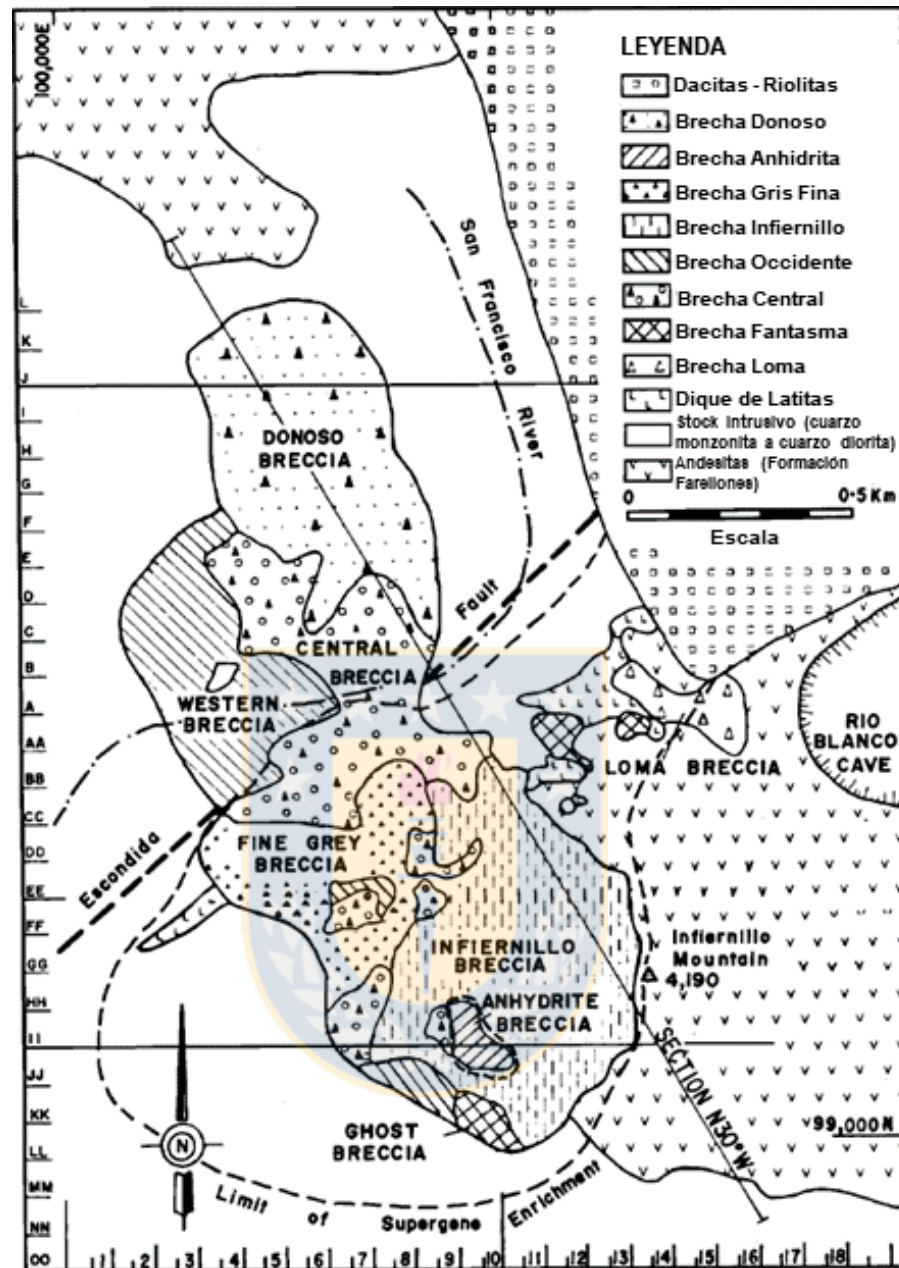 100,000E
LEYENDA
Dacitas - Riolitas
Brecha Donoso
Brecha Anhidrita
Brecha Gris Fina
Brecha Infiernillo
Brecha Occidente
Brecha Central
Brecha Fantasma
Brecha Loma
Dique de Latitas
Stock Intrusivo (cuarzo
monzonita a cuarzo diorita)
Andesitas (Formación
Farellones)
0 0·5 Km
Escala
San Francisco River
DONOSO
BRECCIA
Fault
CENTRAL
BRECCIA
WESTERN
BRECCIA
LOMA BRECCIA
RIO
BLANCO
CAVE
FINE GREY
BRECCIA
Escondida
INFIERNILLO
BRECCIA
Infiernillo
Mountain
4,190
ANHYDRITE
BRECCIA
SECTION N30°W
GHOST
BRECCIA
99,000N
N
Limit of Supergene Enrichment
L
K
J
I
H
G
F
E
D
C
B
A
AA
BB
CC
DD
EE
FF
GG
HH
II
JJ
KK
LL
MM
NN
OO
1 2 3 4 5 6 7 8 9 10 11 12 13 14 15 16 17 18